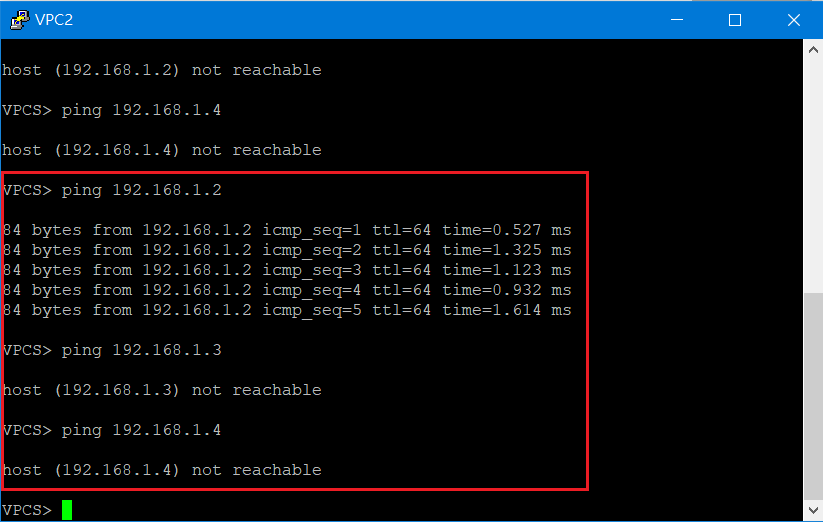 VPC2
host (192.168.1.2) not reachable
VPCS> ping 192.168.1.4
host (192.168.1.4) not reachable
VPCS> ping 192.168.1.2
84 bytes from 192.168.1.2 icmp_seq=1 ttl=64 time=0.527 ms
84 bytes from 192.168.1.2 icmp_seq=2 ttl=64 time=1.325 ms
84 bytes from 192.168.1.2 icmp_seq=3 ttl=64 time=1.123 ms
84 bytes from 192.168.1.2 icmp_seq=4 ttl=64 time=0.932 ms
84 bytes from 192.168.1.2 icmp_seq=5 ttl=64 time=1.614 ms
VPCS> ping 192.168.1.3
host (192.168.1.3) not reachable
VPCS> ping 192.168.1.4
host (192.168.1.4) not reachable
VPCS>